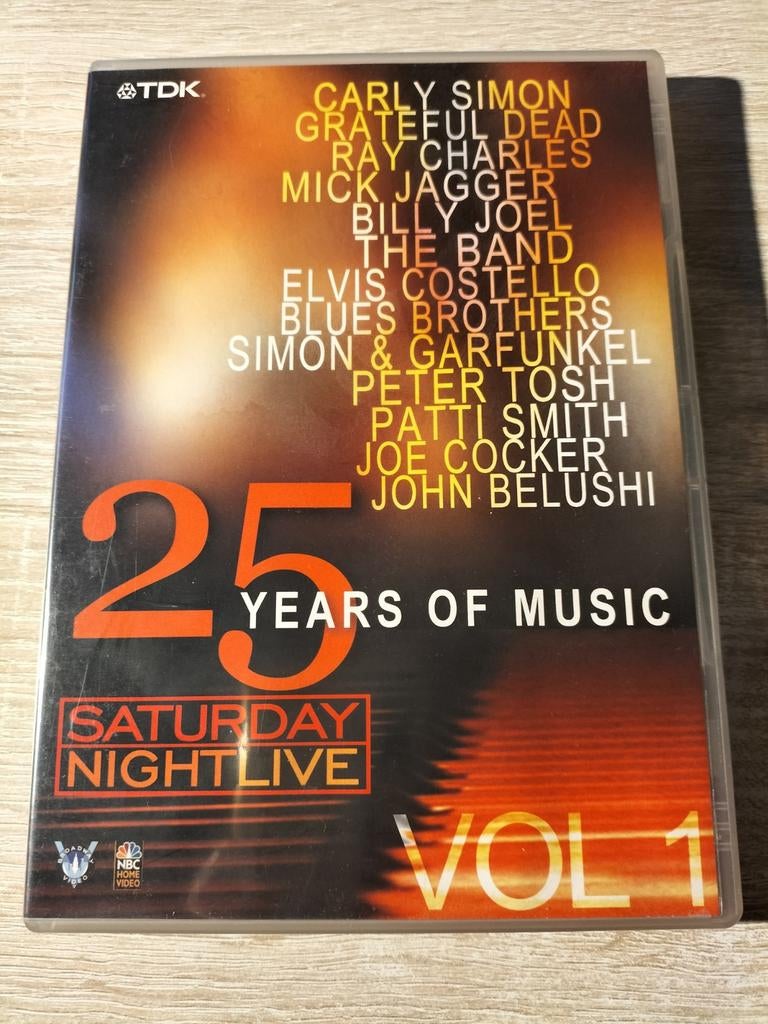 TDK
CARLY SIMON
GRATEFUL DEAD
RAY CHARLES
MICK JAGGER
BILLY JOEL
THE BAND
ELVIS COSTELLO
BLUES BROTHERS
SIMON & GARFUNKEL
PETER TOSH
PATTI SMITH
JOE COCKER
JOHN BELUSHI
25
YEARS OF MUSIC
SATURDAY
NIGHTLIVE
VOL 1
BROADWAY
VIDEO
NBC
HOME
VIDEO